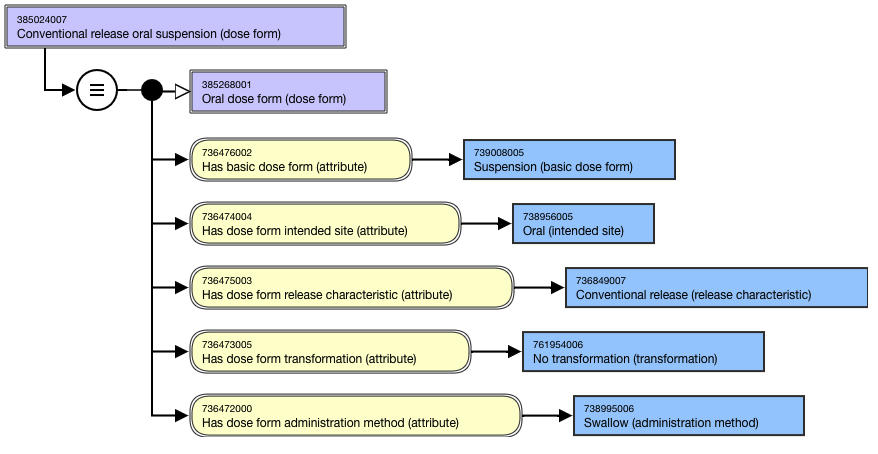 385024007
Conventional release oral suspension (dose form)
385268001
Oral dose form (dose form)
736476002
Has basic dose form (attribute)
739008005
Suspension (basic dose form)
736474004
Has dose form intended site (attribute)
738956005
Oral (intended site)
736475003
Has dose form release characteristic (attribute)
736849007
Conventional release (release characteristic)
736473005
Has dose form transformation (attribute)
761954006
No transformation (transformation)
736472000
Has dose form administration method (attribute)
738995006
Swallow (administration method)